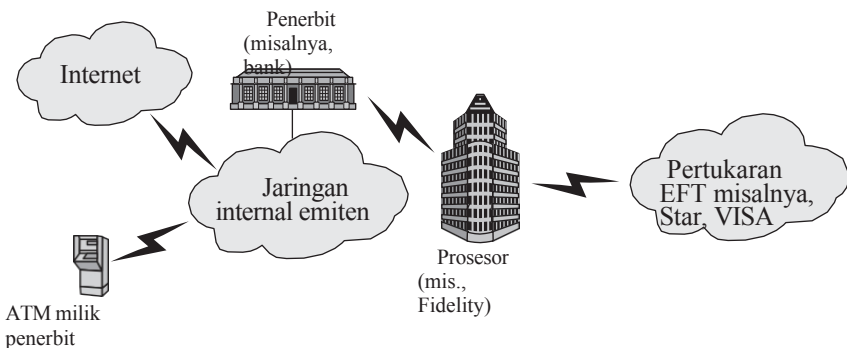 Penerbit
(misalnya,
bank)
Internet
Jaringan
internal emiten
Pertukaran
EFT misalnya,
Star, VISA
Prosesor
(mis.,
Fidelity)
ATM milik
penerbit